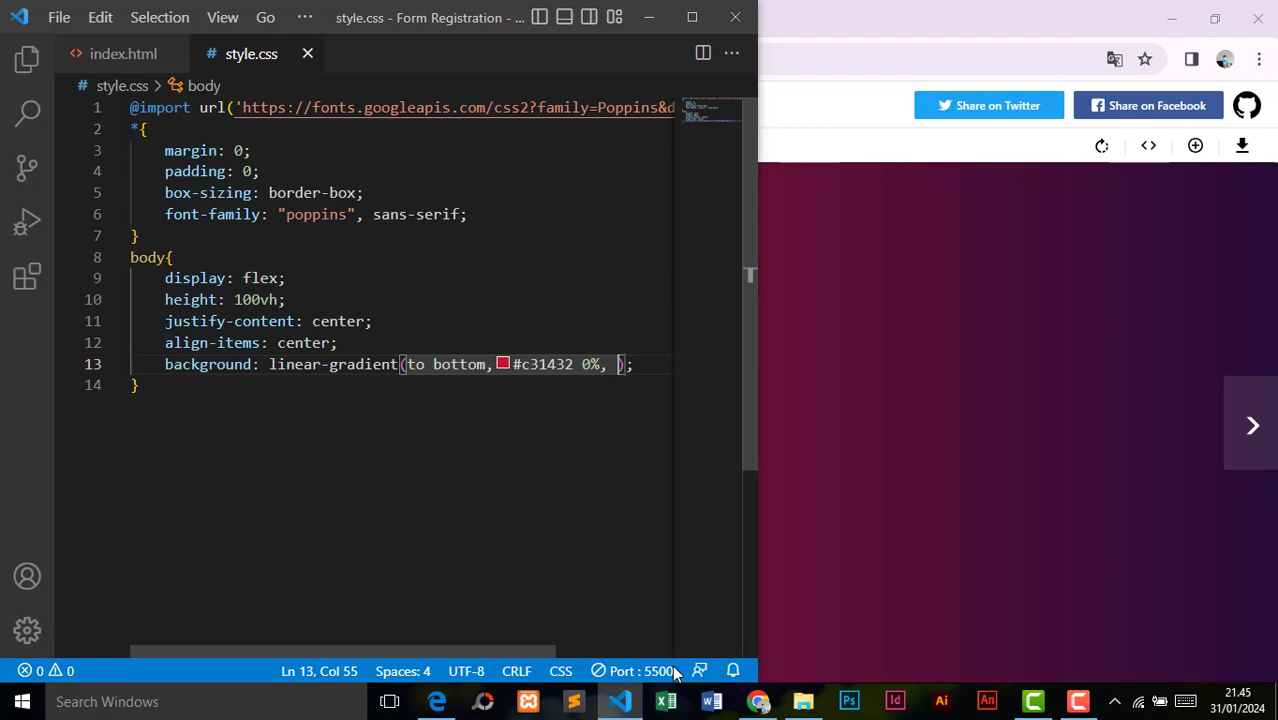 File Edit Selection View Go ··· style.css - Form Registration - ...
index.html style.css
# style.css > body
1 @import url('https://fonts.googleapis.com/css2?family=Poppins&d
2 *{
3 margin: 0;
4 padding: 0;
5 box-sizing: border-box;
6 font-family: "poppins", sans-serif;
7 }
8 body{
9 display: flex;
10 height: 100vh;
11 justify-content: center;
12 align-items: center;
13 background: linear-gradient(to bottom, #c31432 0%, );
14 }
Share on Twitter Share on Facebook
0 0 Ln 13, Col 55 Spaces: 4 UTF-8 CRLF CSS Port : 5500
Search Windows
Ps Id Ai An
21.45
31/01/2024